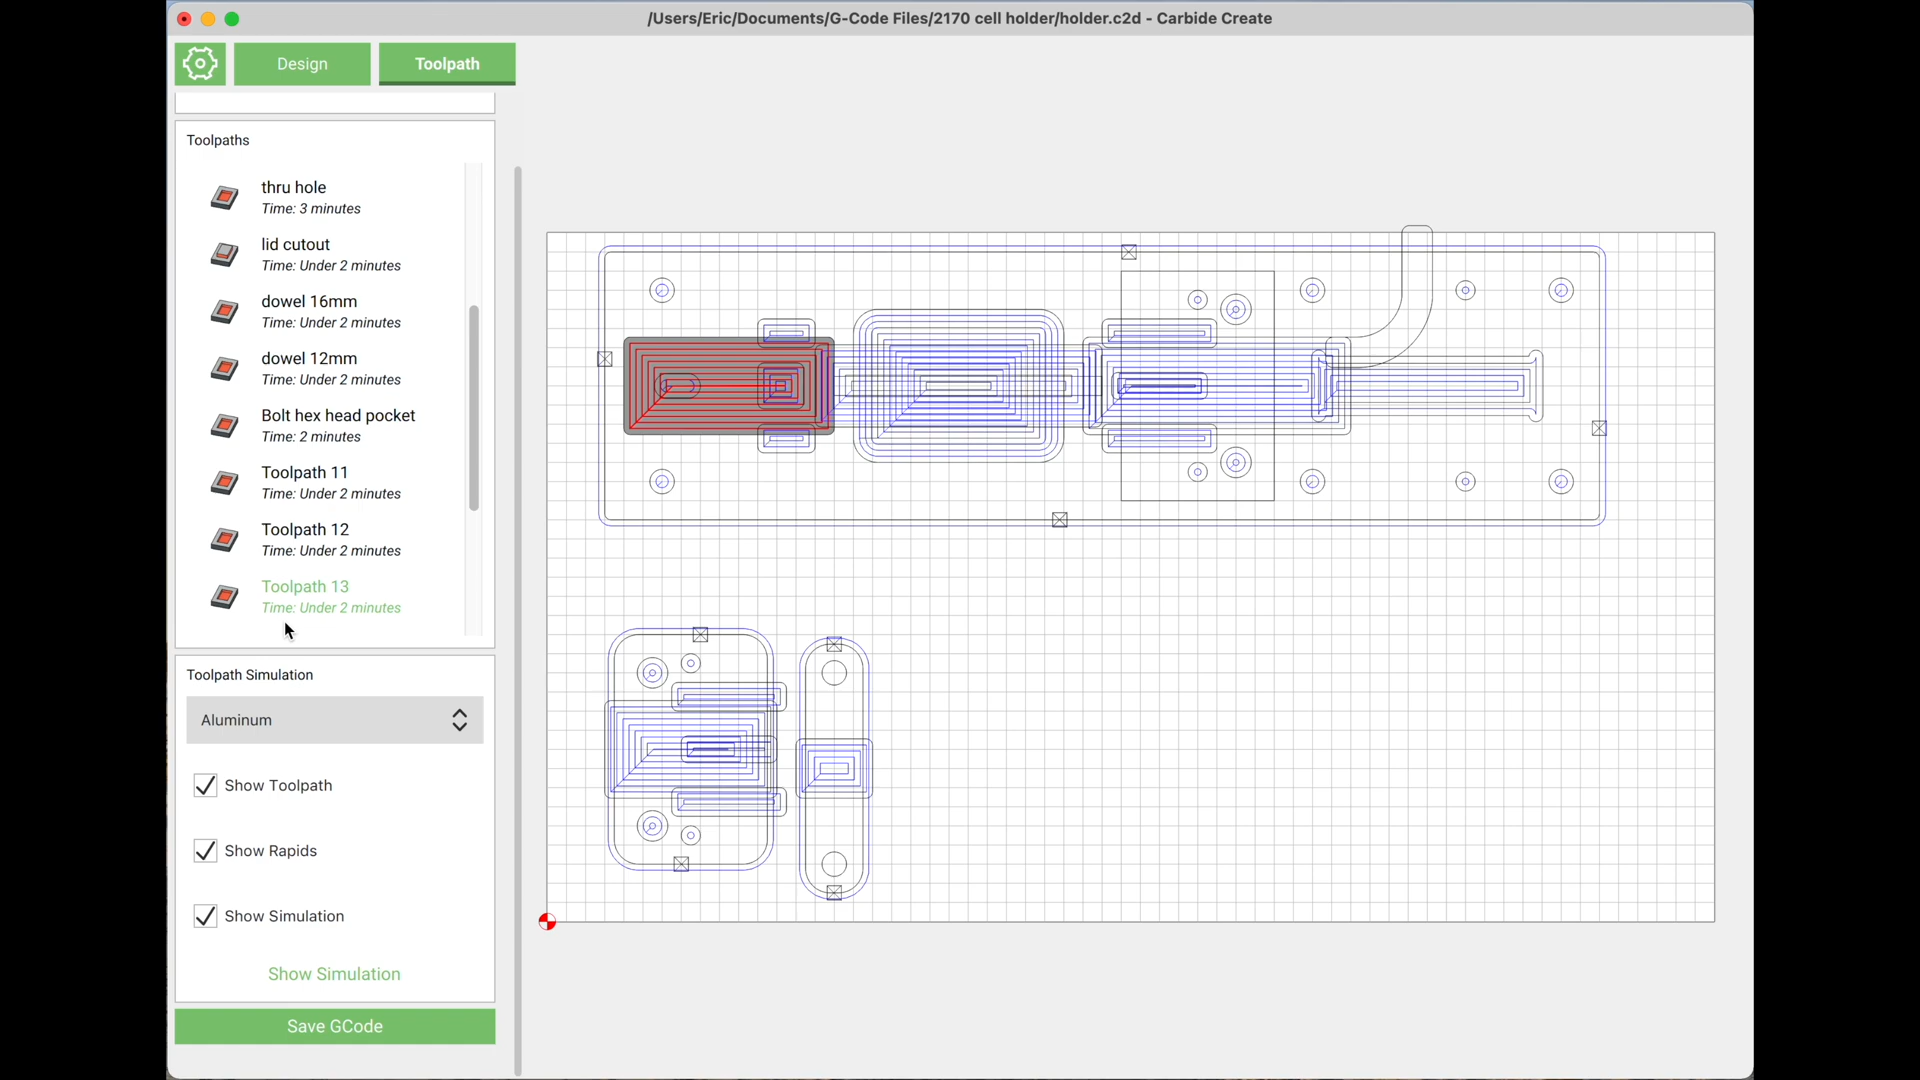 /Users/Eric/Documents/G-Code Files/2170 cell holder/holder.c2d - Carbide Create
Design
Toolpath
Toolpaths
thru hole
Time: 3 minutes
lid cutout
Time: Under 2 minutes
dowel 16mm
Time: Under 2 minutes
dowel 12mm
Time: Under 2 minutes
Bolt hex head pocket
Time: 2 minutes
Toolpath 11
Time: Under 2 minutes
Toolpath 12
Time: Under 2 minutes
Toolpath 13
Time: Under 2 minutes
Toolpath Simulation
Aluminum
Show Toolpath
Show Rapids
Show Simulation
Show Simulation
Save GCode